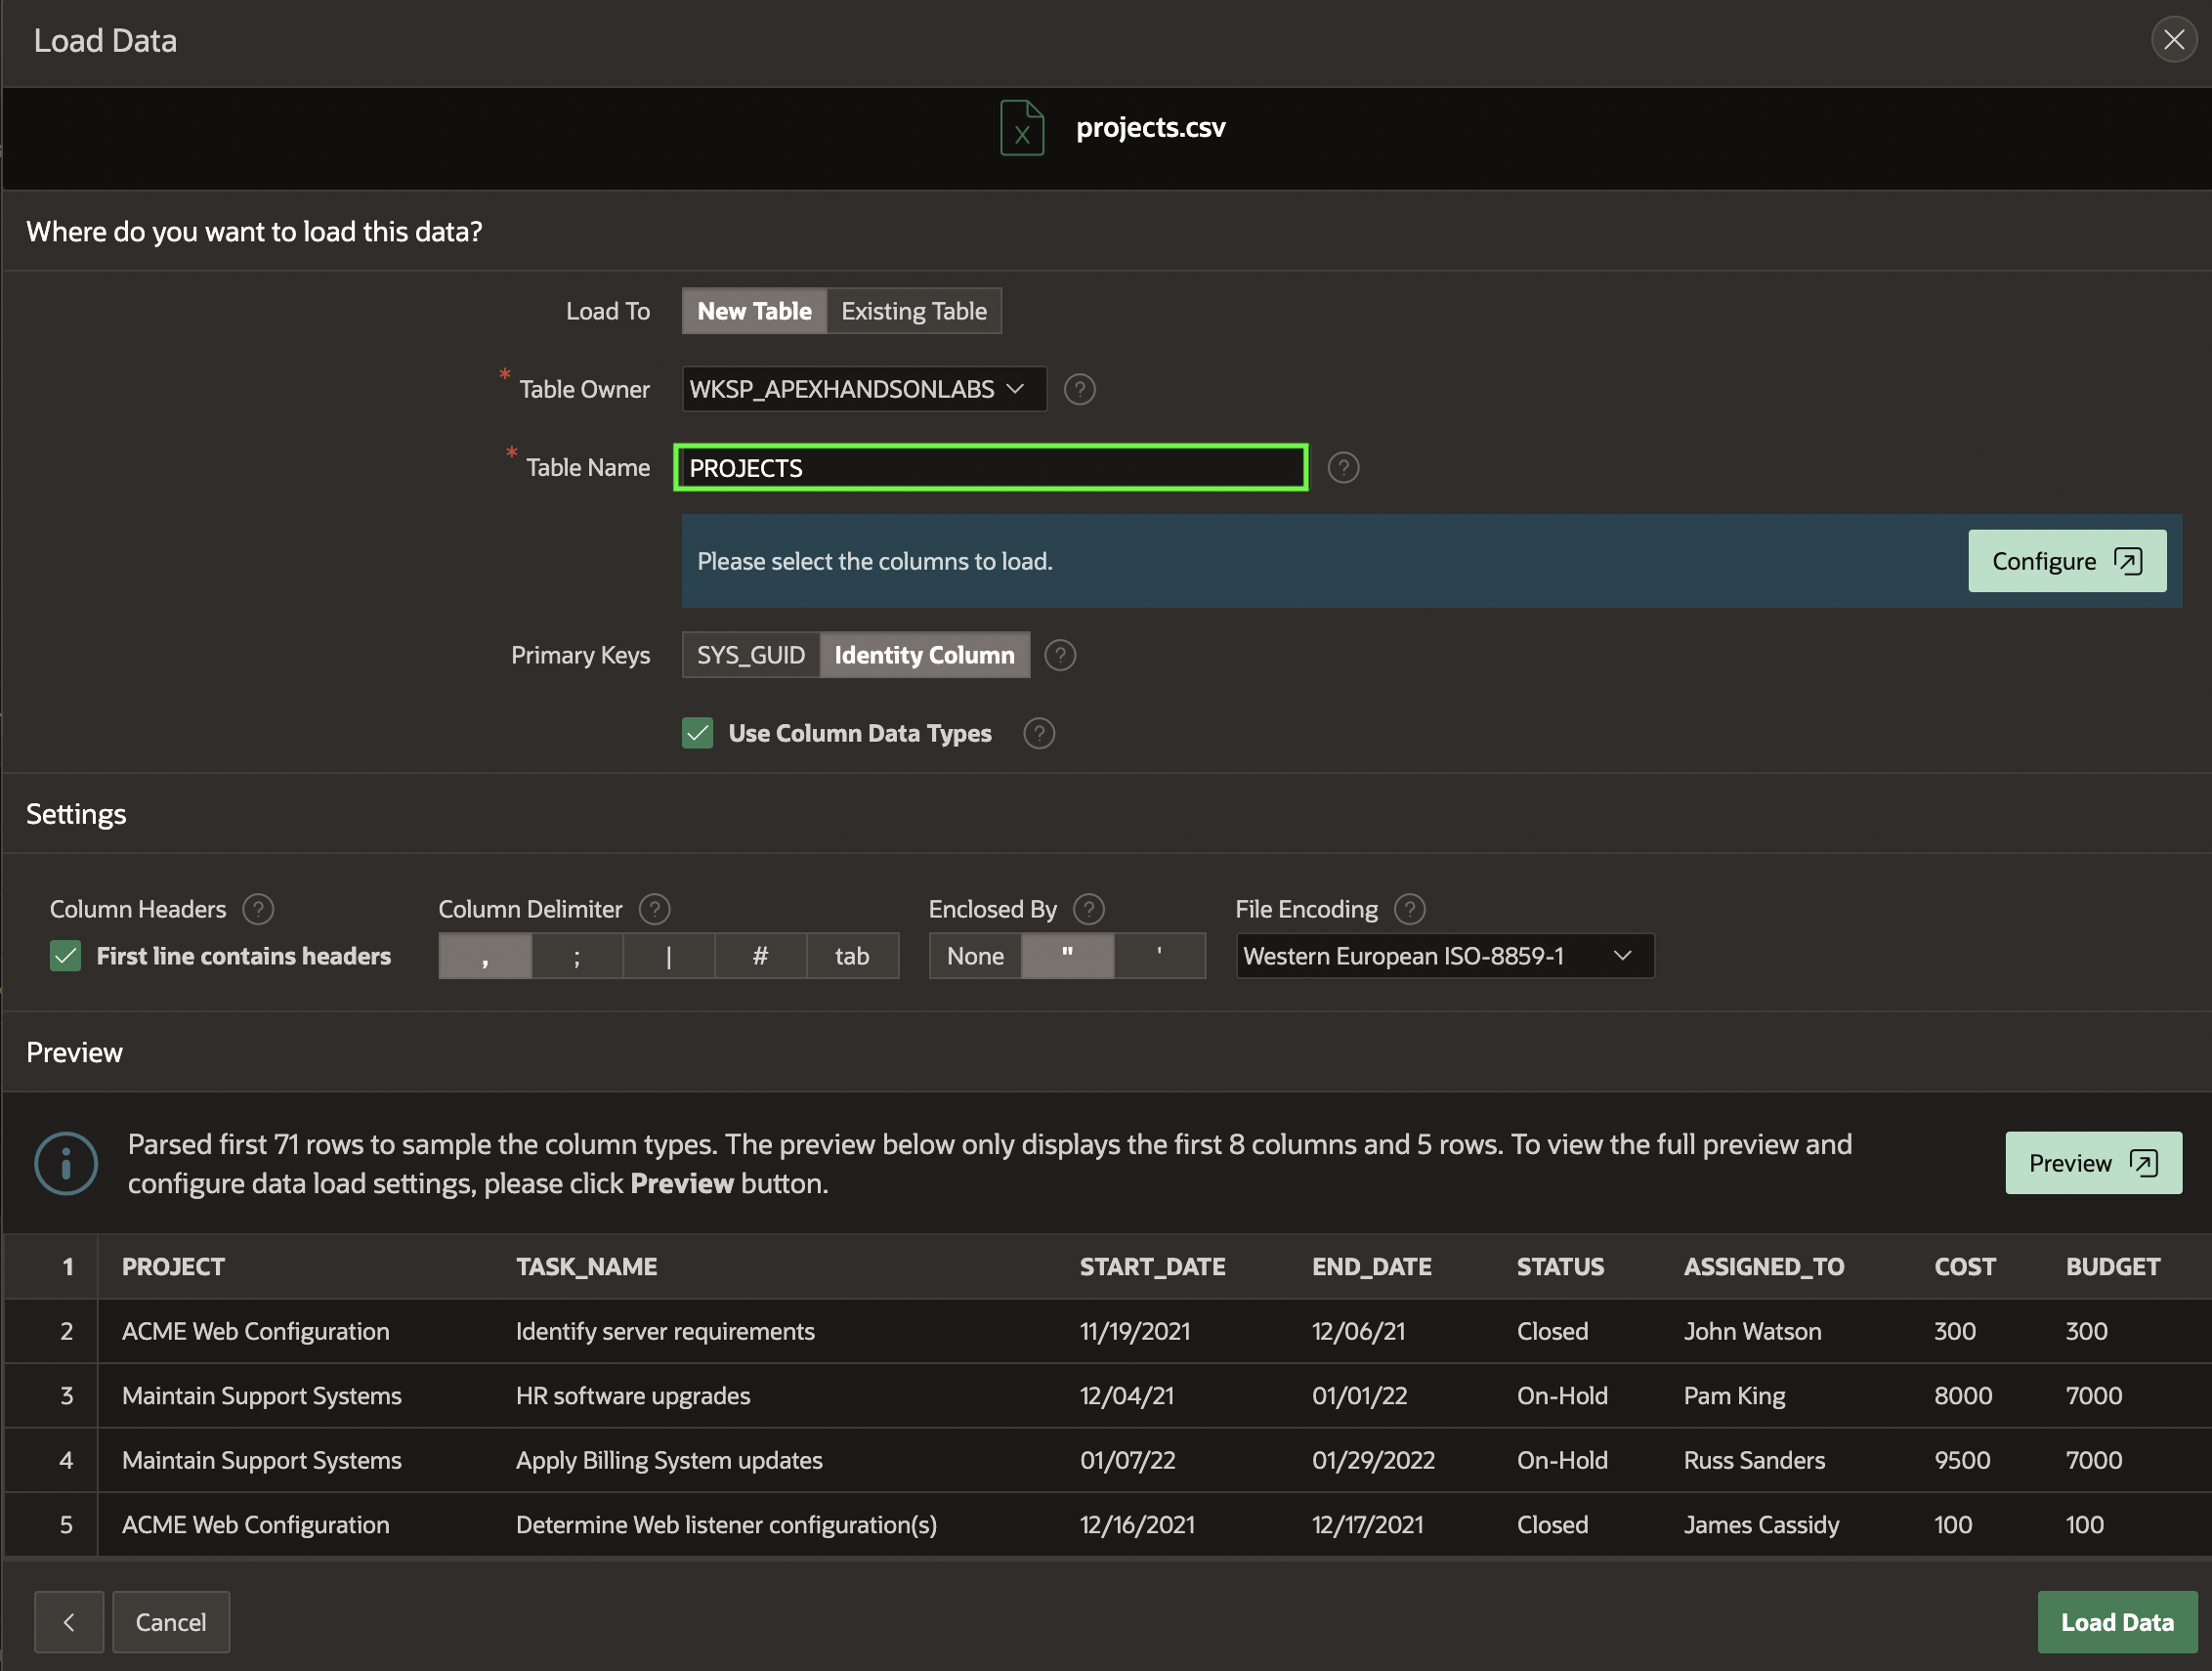 Load Data
projects.csv
Where do you want to load this data?
Load To New Table Existing Table
* Table Owner WKSP_APEXHANDSONLABS ?
* Table Name PROJECTS ?
Please select the columns to load. Configure
Primary Keys SYS_GUID Identity Column ?
Use Column Data Types ?
Settings
Column Headers ? Column Delimiter ? Enclosed By ? File Encoding ?
First line contains headers , ; | # tab None " ' Western European ISO-8859-1
Preview
Parsed first 71 rows to sample the column types. The preview below only displays the first 8 columns and 5 rows. To view the full preview and
configure data load settings, please click Preview button.
Preview
1 PROJECT TASK_NAME START_DATE END_DATE STATUS ASSIGNED_TO COST BUDGET
2 ACME Web Configuration Identify server requirements 11/19/2021 12/06/21 Closed John Watson 300 300
3 Maintain Support Systems HR software upgrades 12/04/21 01/01/22 On-Hold Pam King 8000 7000
4 Maintain Support Systems Apply Billing System updates 01/07/22 01/29/2022 On-Hold Russ Sanders 9500 7000
5 ACME Web Configuration Determine Web listener configuration(s) 12/16/2021 12/17/2021 Closed James Cassidy 100 100
Cancel Load Data